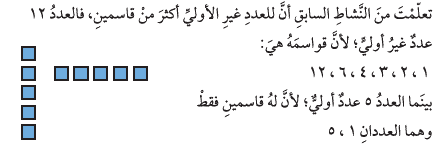 تعلّمْتَ منَ النَّشاطِ السابقِ أنَّ للعددِ غيرِ الأوليِّ أكثرَ منْ قاسمينِ، فالعددُ ١٢
عددٌ غيرُ أوليٍّ؛ لأنَّ قواسمَهُ هيَ:
١ ، ٢ ، ٣ ، ٤ ، ٦ ، ١٢
بينَما العددُ ٥ عددٌ أوليٌّ؛ لأنَّ لهُ قاسمينِ فقطْ
وهما العددانِ ١ ، ٥